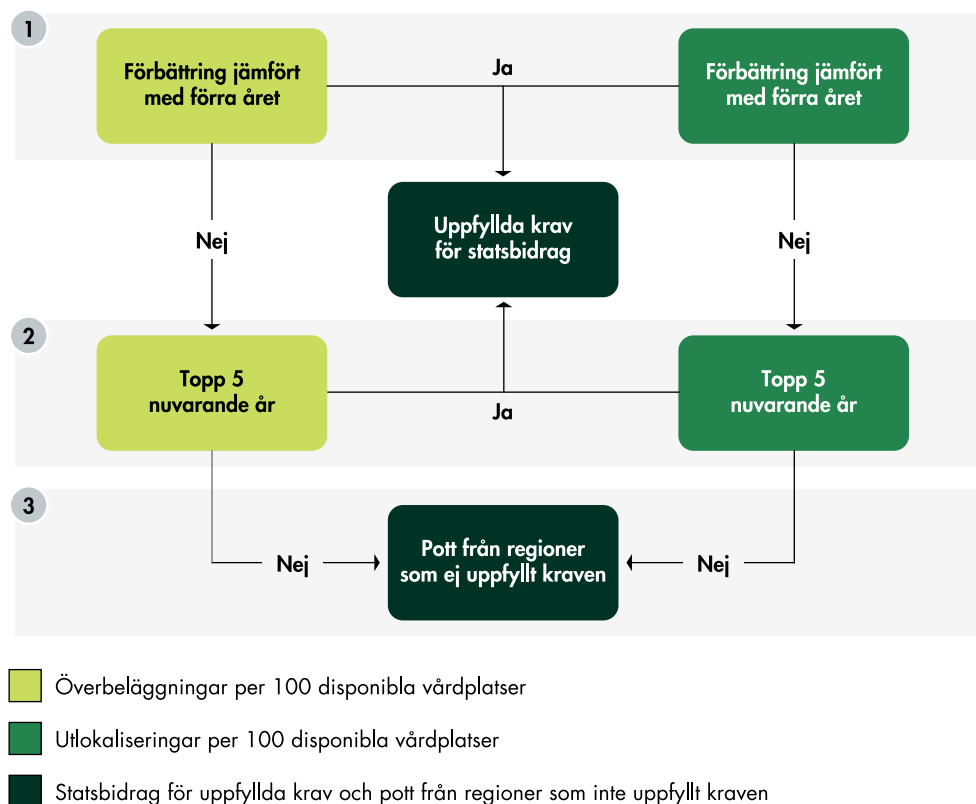 1
Förbättring jämfört
med förra året
Ja
Förbättring jämfört
med förra året
Nej
Uppfyllda krav
för statsbidrag
Nej
2
Topp 5
nuvarande år
Ja
Topp 5
nuvarande år
3
Nej
Pott från regioner
som ej uppfyllt kraven
Nej
Överbeläggningar per 100 disponibla vårdplatser
Utlokaliseringar per 100 disponibla vårdplatser
Statsbidrag för uppfyllda krav och pott från regioner som inte uppfyllt kraven